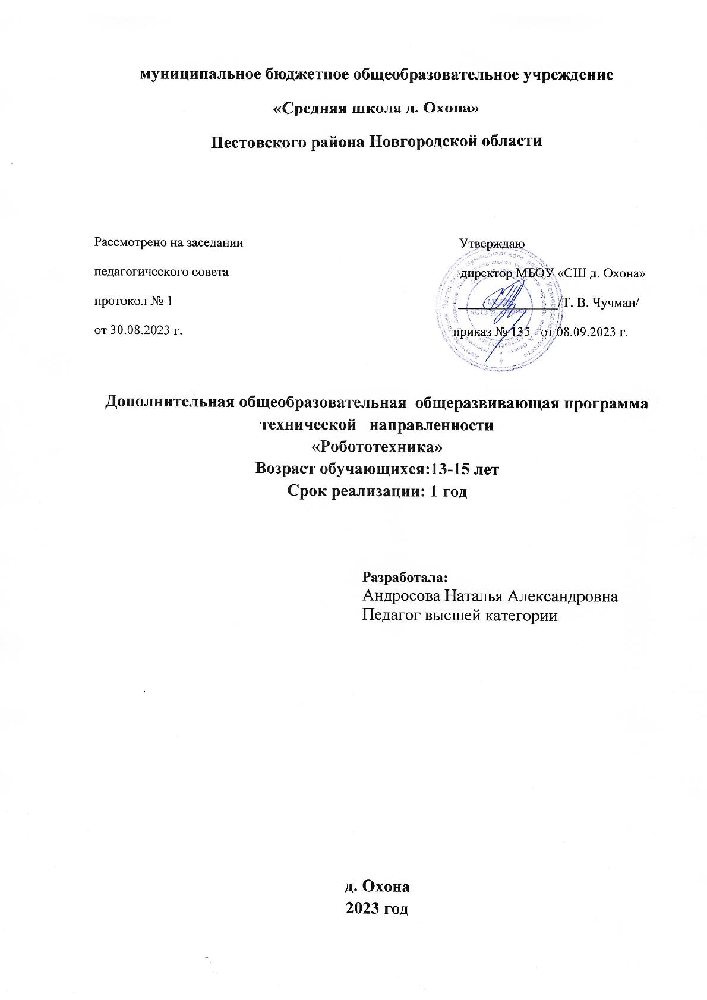 муниципальное бюджетное общеобразовательное учреждение
«Средняя школа д. Охона»
Пестовского района Новгородской области
Рассмотрено на заседании
педагогического совета
протокол № 1
от 30.08.2023 г.
Утверждаю
директор МБОУ «СШ д. Охона»
/Т. В. Чучман/
приказ № 135 от 08.09.2023 г.
Дополнительная общеобразовательная общеразвивающая программа
технической направленности
«Робототехника»
Возраст обучающихся:13-15 лет
Срок реализации: 1 год
Разработала:
Андросова Наталья Александровна
Педагог высшей категории
д. Охона
2023 год